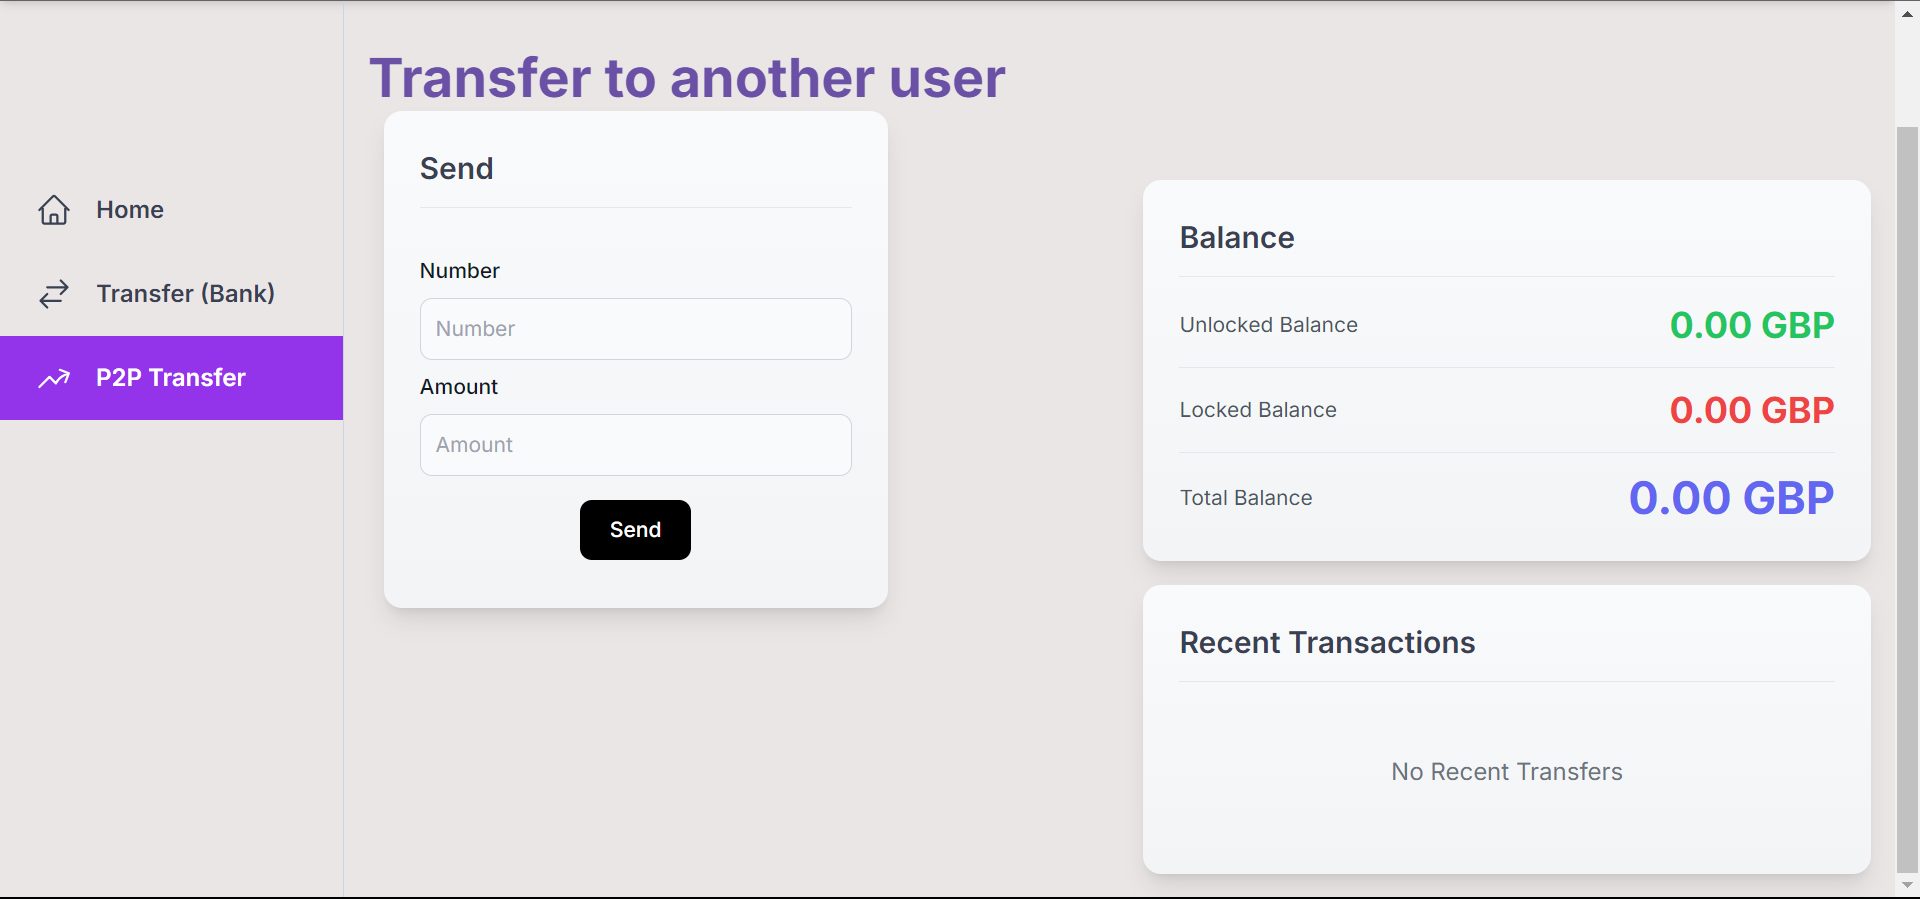 Transfer to another user
Home
Transfer (Bank)
P2P Transfer
Send
Number
Number
Amount
Amount
Send
Balance
Unlocked Balance 0.00 GBP
Locked Balance 0.00 GBP
Total Balance 0.00 GBP
Recent Transactions
No Recent Transfers